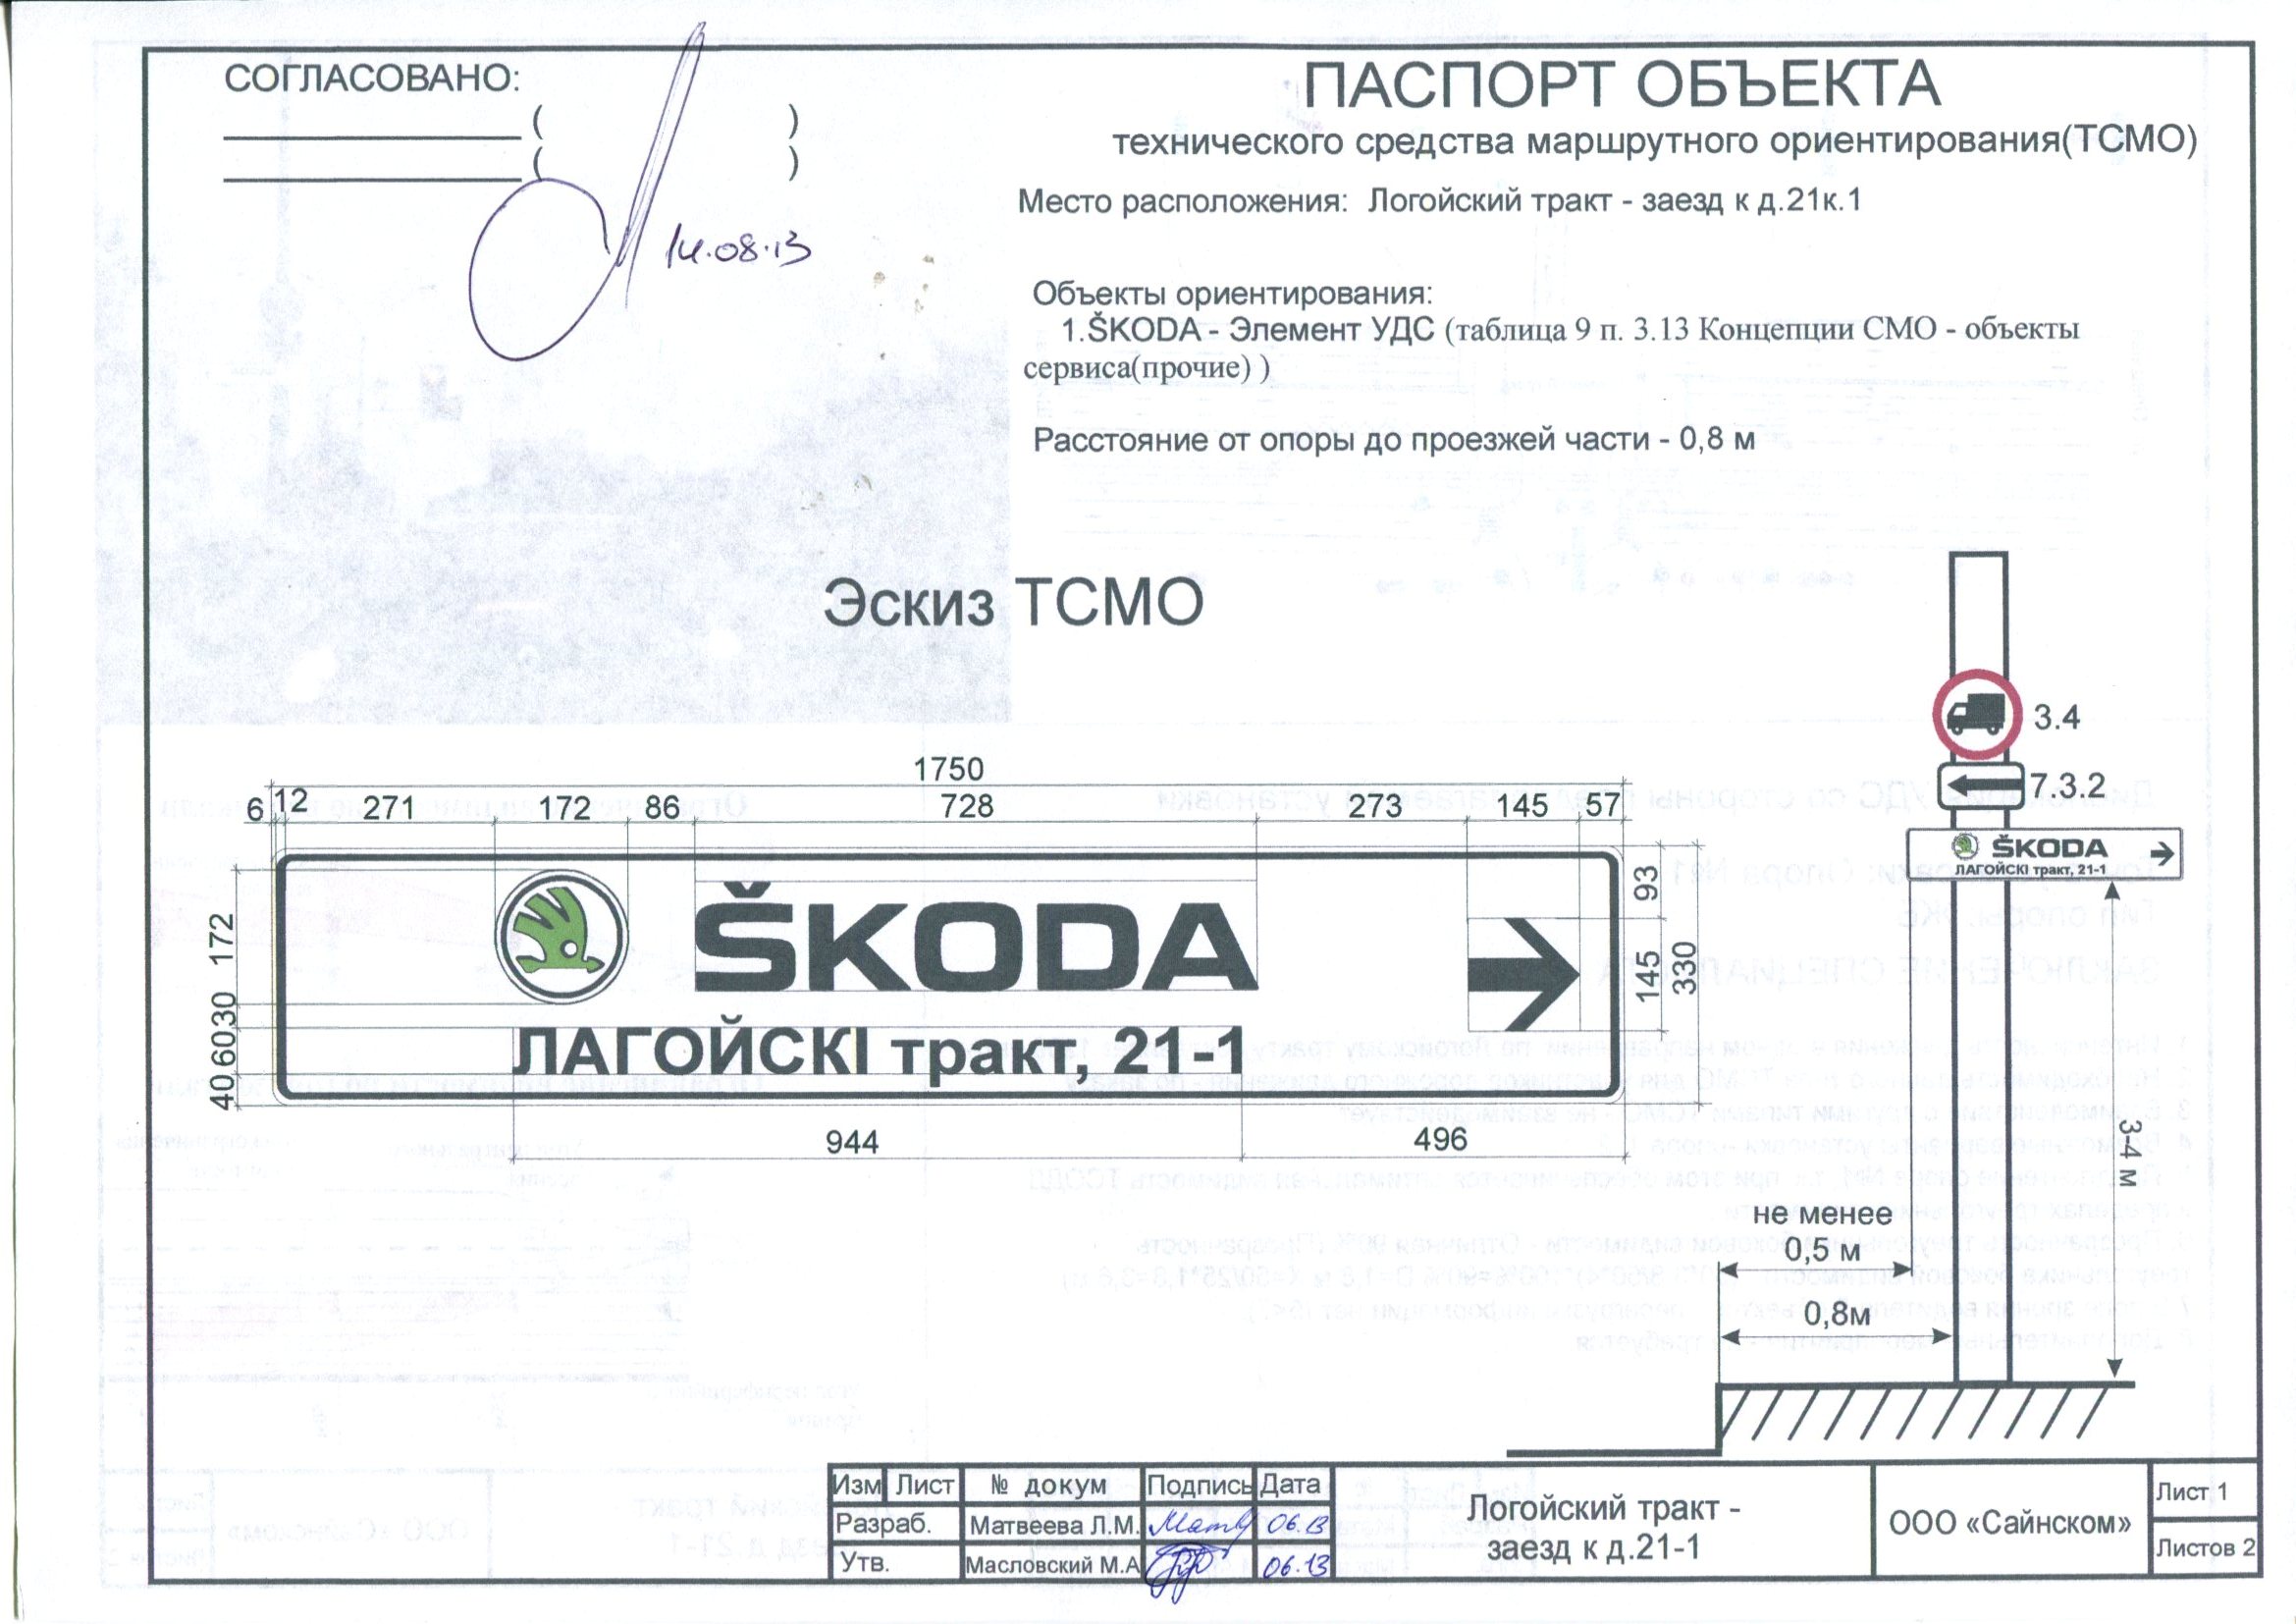 СОГЛАСОВАНО:
( )
( )
14.08.13
ПАСПОРТ ОБЪЕКТА
технического средства маршрутного ориентирования(ТСМО)
Место расположения: Логойский тракт - заезд к д.21к.1
Объекты ориентирования:
1.ŠKODA - Элемент УДС (таблица 9 п. 3.13 Концепции СМО - объекты
сервиса(прочие) )
Расстояние от опоры до проезжей части - 0,8 м
Эскиз ТСМО
3.4
7.3.2
ŠKODA
ЛАГОЙСКІ тракт, 21-1
1750
6 12 271 172 86 728 273 145 57
172 30 60 40
ŠKODA
ЛАГОЙСКІ тракт, 21-1
93 145 330
944 496
3,4 м
не менее
0,5 м
0,8м
Изм Лист № докум Подпись Дата
Разраб. Матвеева Л.М. 06.13
Утв. Масловский М.А 06.13
Логойский тракт -
заезд к д.21-1
ООО «Сайнском»
Лист 1
Листов 2